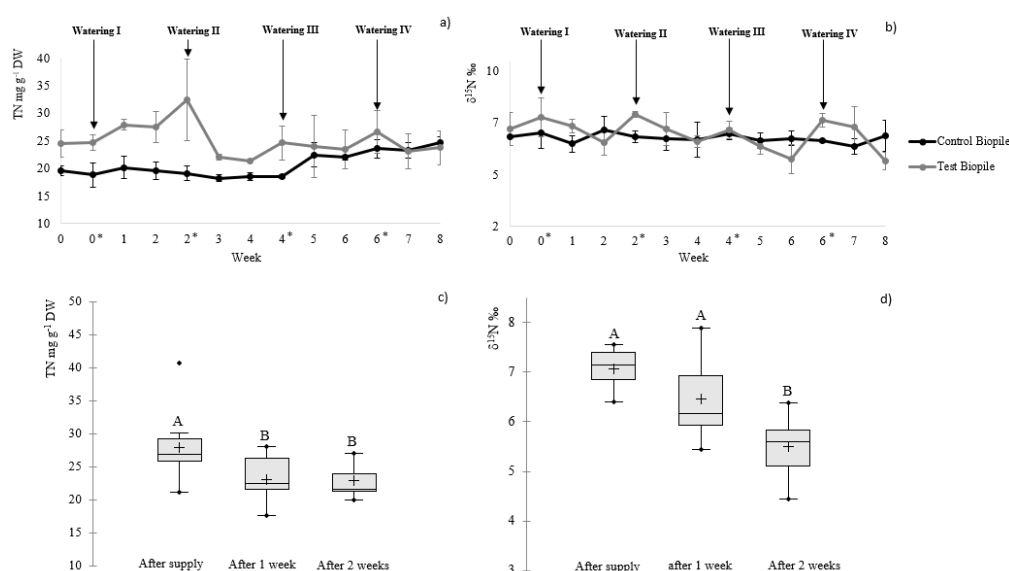 a)
Watering I Watering II Watering III Watering IV
TN mg g⁻¹ DW
40
35
30
25
20
15
10
0 0* 1 2 2* 3 4 4* 5 6 6* 7 8
Week
b)
Watering I Watering II Watering III Watering IV
δ¹⁵N ‰
10
7
5
2
0 0* 1 2 2* 3 4 4* 5 6 6* 7 8
Week
Control Biopile
Test Biopile
c)
TN mg g⁻¹ DW
50
45
40
35
30
25
20
15
10
A
B
B
After supply After 1 week After 2 weeks
d)
δ¹⁵N ‰
8
7
6
5
4
3
A
A
B
After supply after 1 week After 2 weeks